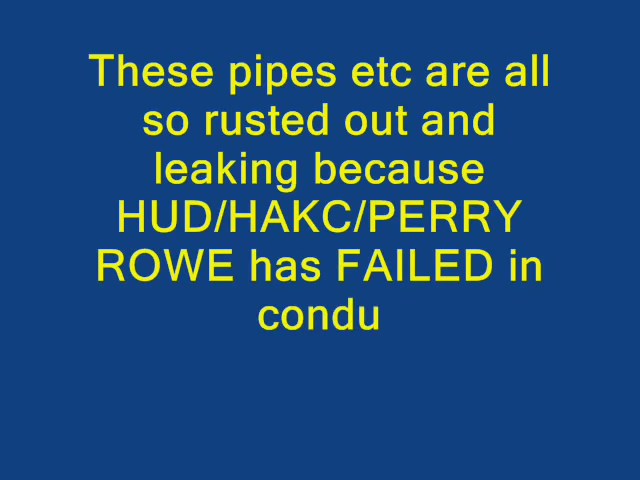 These pipes etc are all
so rusted out and
leaking because
HUD/HAKC/PERRY
ROWE has FAILED in
condu